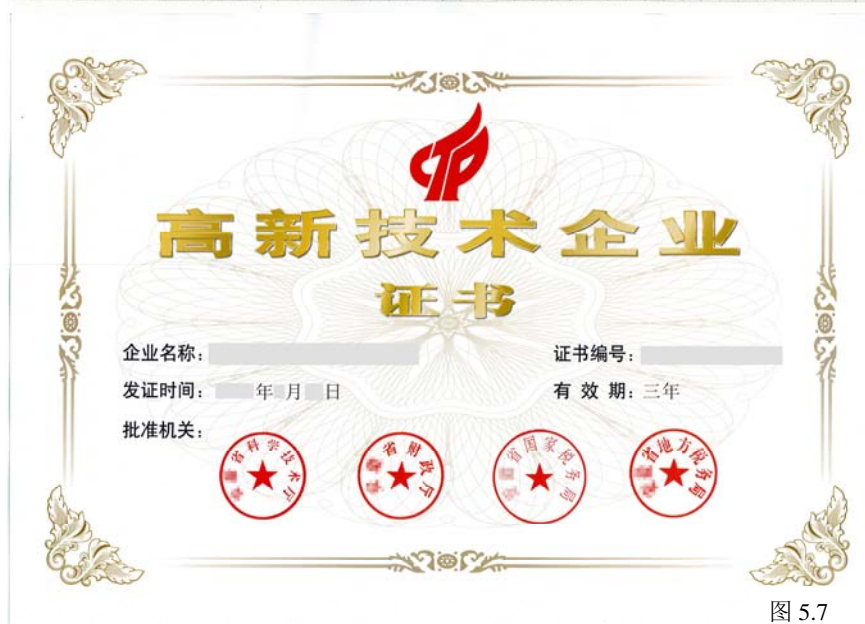 高新技术企业
证书
企业名称：
证书编号：
发证时间： 年 月 日
有 效 期：三年
批准机关：
省科学技术厅
省财政厅
省国家税务局
省地方税务局
图 5.7